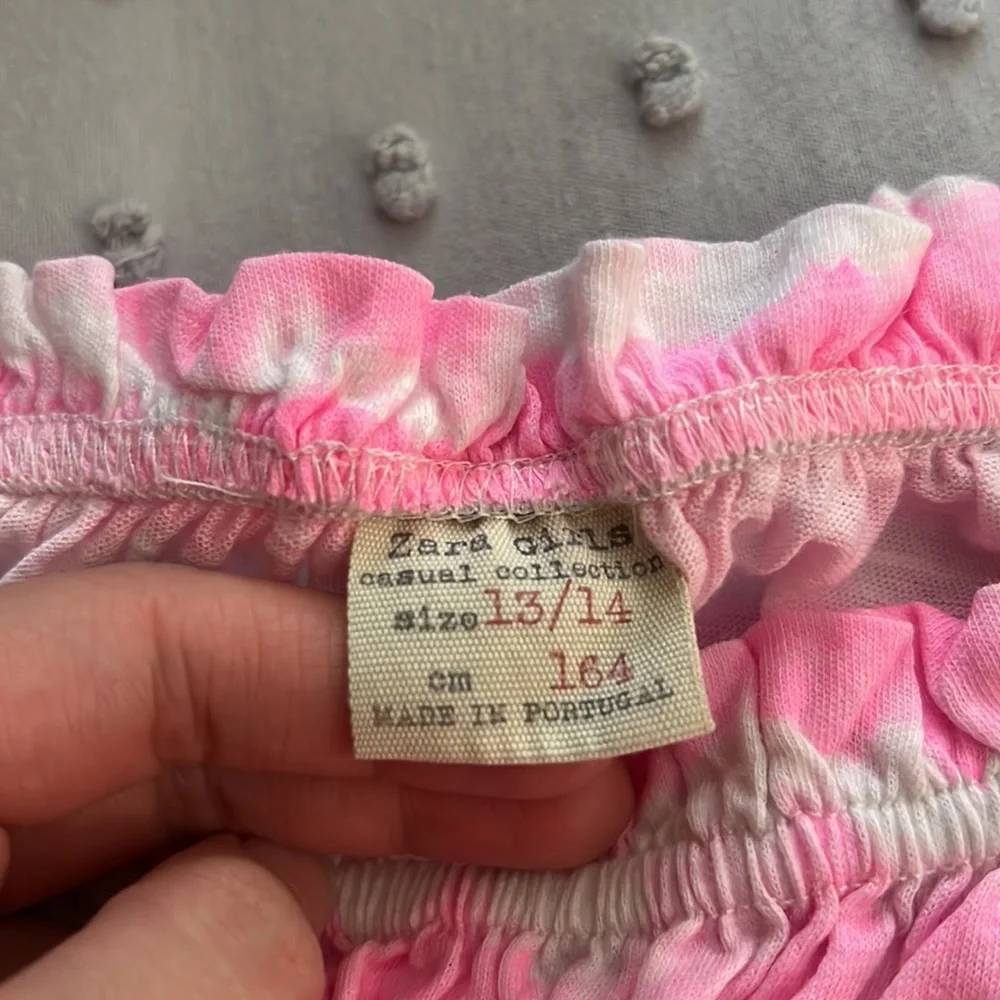 Zara Girls
casual collection
size 13/14
cm 164
MADE IN PORTUGAL